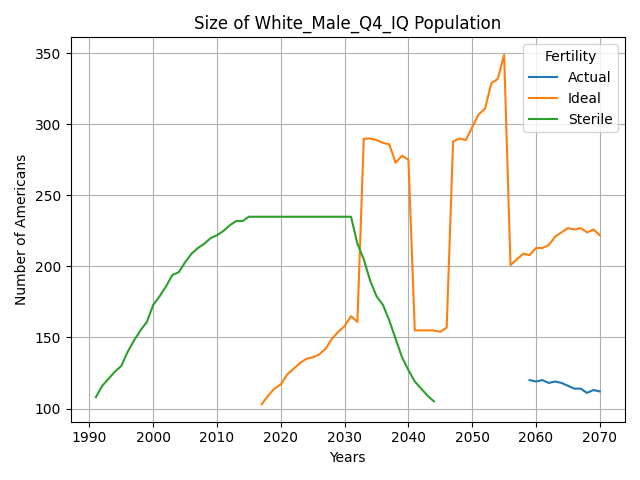 Size of White_Male_Q4_IQ Population
Number of Americans
350
300
250
200
150
100
Fertility
Actual
Ideal
Sterile
1990 2000 2010 2020 2030 2040 2050 2060 2070
Years